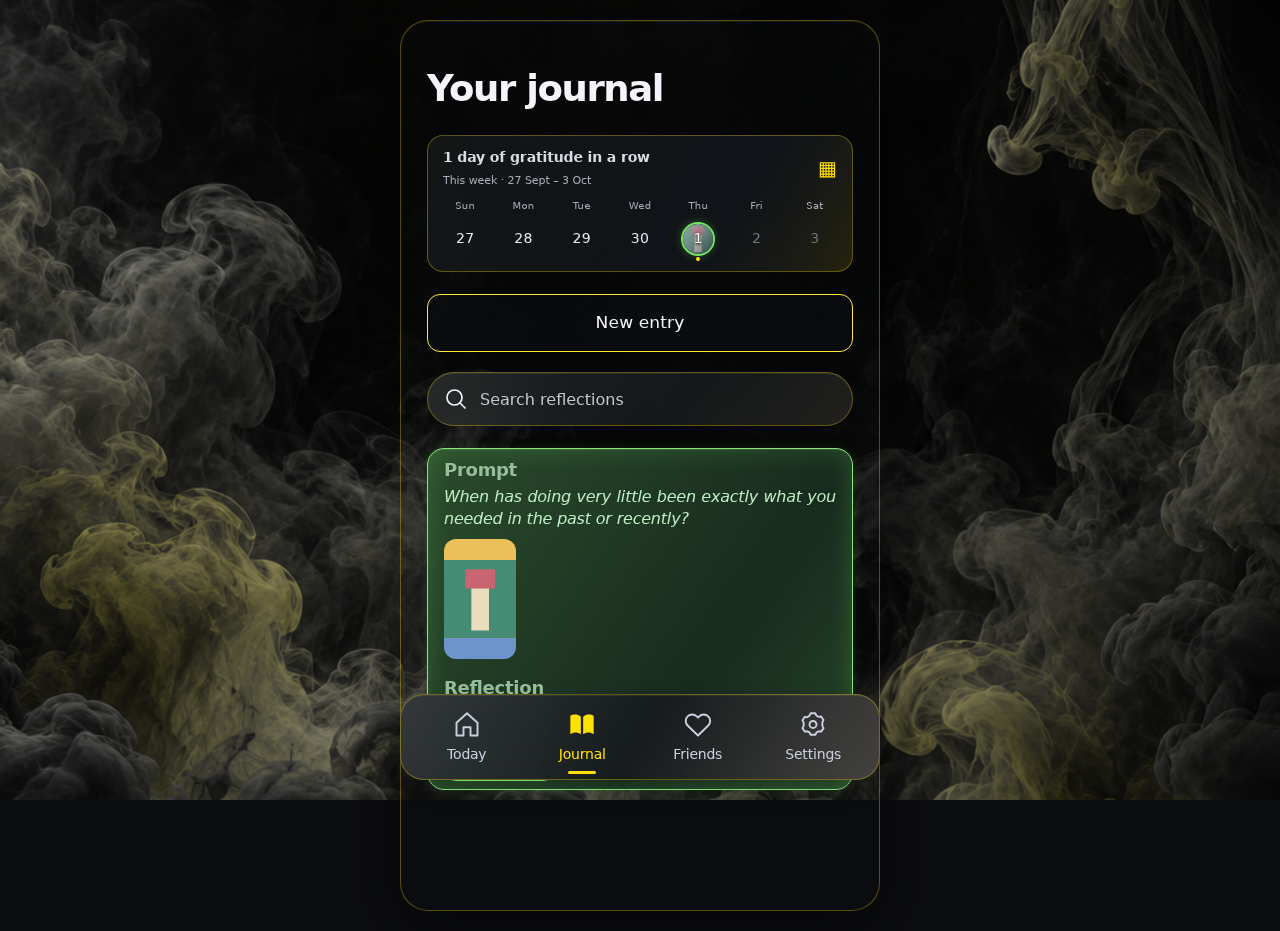 Your journal
1 day of gratitude in a row
This week · 27 Sept – 3 Oct
Sun Mon Tue Wed Thu Fri Sat
27 28 29 30 1 2 3
New entry
Search reflections
Prompt
When has doing very little been exactly what you
needed in the past or recently?
Reflection
Today Journal Friends Settings